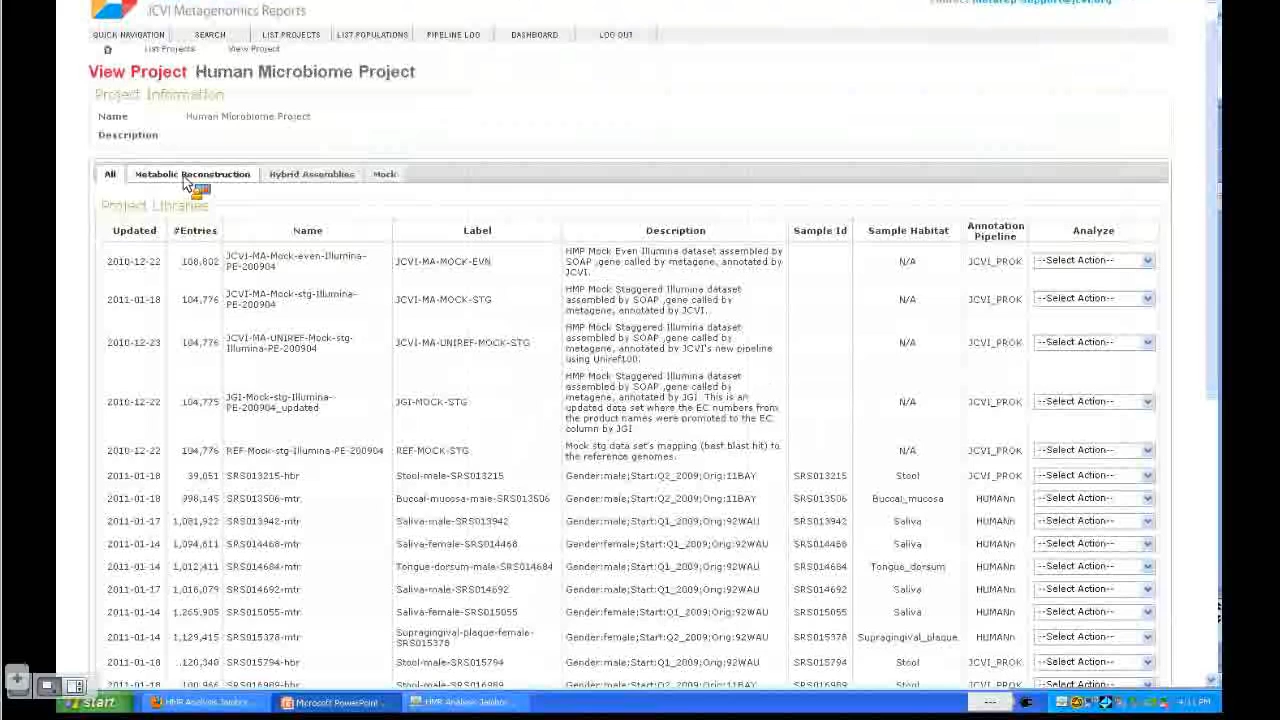 JCVI Metagenomics Reports
QUICK NAVIGATION SEARCH LIST PROJECTS LIST POPULATIONS PIPELINE LOG DASHBOARD LOG OUT
List Projects View Project
View Project Human Microbiome Project
Project Information
Name Human Microbiome Project
Description
All Metabolic Reconstruction Hybrid Assemblies Mock
Project Libraries
Updated #Entries Name Label Description Sample Id Sample Habitat Annotation Pipeline Analyze
2010-12-22 108,802 JCVI-MA-Mock-even-Illumina-PE-200904 JCVI-MA-MOCK-EVN HMP Mock Even Illumina dataset assembled by SOAP ,gene called by metagene, annotated by JCVI. N/A JCVI_PROK --Select Action--
2011-01-18 104,776 JCVI-MA-Mock-stg-Illumina-PE-200904 JCVI-MA-MOCK-STG HMP Mock Staggered Illumina dataset assembled by SOAP ,gene called by metagene, annotated by JCVI. N/A JCVI_PROK --Select Action--
2010-12-23 104,776 JCVI-MA-UNIREF-Mock-stg-Illumina-PE-200904 JCVI-MA-UNIREF-MOCK-STG HMP Mock Staggered Illumina dataset assembled by SOAP ,gene called by metagene, annotated by JCVI's new pipeline using Uniref100. N/A JCVI_PROK --Select Action--
2010-12-22 104,775 JGI-Mock-stg-Illumina-PE-200904_updated JGI-MOCK-STG HMP Mock Staggered Illumina dataset assembled by SOAP ,gene called by metagene, annotated by JGI This is an updated data set where the EC numbers from the product names were promoted to the EC column by JGI N/A JCVI_PROK --Select Action--
2010-12-22 104,776 REF-Mock-stg-Illumina-PE-200904 REF-MOCK-STG Mock stg data set's mapping (best blast hit) to the reference genomes. N/A JCVI_PROK --Select Action--
2011-01-18 39,051 SRS013215-hbr Stool-male-SRS013215 Gender:male;Start:Q2_2009;Orig:11BAY SRS013215 Stool JCVI_PROK --Select Action--
2011-01-18 998,145 SRS013506-mtr Buccal-mucosa-male-SRS013506 Gender:male;Start:Q2_2009;Orig:11BAY SRS013506 Buccal_mucosa HUMANn --Select Action--
2011-01-17 1,081,922 SRS013942-mtr Saliva-male-SRS013942 Gender:male;Start:Q1_2009;Orig:92WAU SRS013942 Saliva HUMANn --Select Action--
2011-01-14 1,094,611 SRS014468-mtr Saliva-female-SRS014468 Gender:female;Start:Q1_2009;Orig:92WAU SRS014468 Saliva HUMANn --Select Action--
2011-01-14 1,012,411 SRS014684-mtr Tongue-dorsum-male-SRS014684 Gender:male;Start:Q1_2009;Orig:92WAU SRS014684 Tongue_dorsum HUMANn --Select Action--
2011-01-17 1,016,079 SRS014692-mtr Saliva-male-SRS014692 Gender:male;Start:Q1_2009;Orig:92WAU SRS014692 Saliva HUMANn --Select Action--
2011-01-14 1,265,905 SRS015055-mtr Saliva-female-SRS015055 Gender:female;Start:Q1_2009;Orig:92WAU SRS015055 Saliva HUMANn --Select Action--
2011-01-14 1,129,415 SRS015378-mtr Supragingival-plaque-female-SRS015378 Gender:female;Start:Q2_2009;Orig:92WAU SRS015378 Supragingival_plaque HUMANn --Select Action--
2011-01-18 120,340 SRS015794-hbr Stool-male-SRS015794 Gender:male;Start:Q2_2009;Orig:92WAU SRS015794 Stool JCVI_PROK --Select Action--
start HMP Analysis Microsoft PowerPoint HMP Analysis 4:11 PM